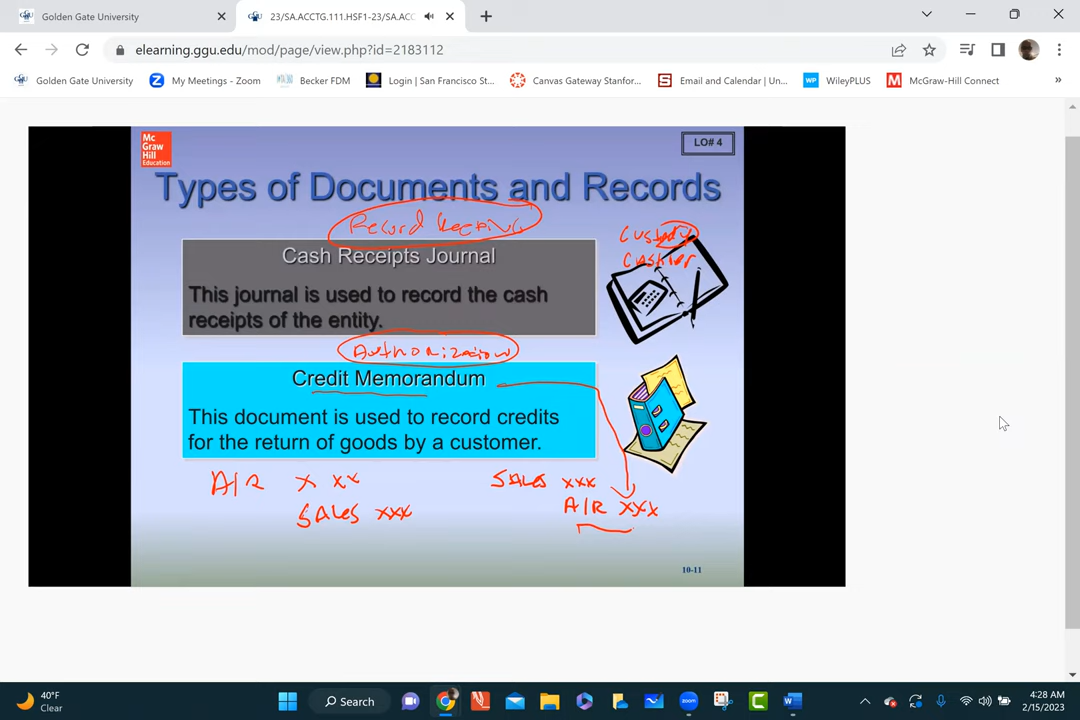 Golden Gate University
23/SA.ACCTG.111.HSF1-23/SA.ACC
elearning.ggu.edu/mod/page/view.php?id=2183112
Golden Gate University
My Meetings - Zoom
Becker FDM
Login | San Francisco St...
Canvas Gateway Stanfor...
Email and Calendar | Un...
WileyPLUS
McGraw-Hill Connect
»
Mc
Graw
Hill
Education
LO# 4
Types of Documents and Records
Record Keeping
Custody
Cashier
Cash Receipts Journal
This journal is used to record the cash
receipts of the entity.
Authorization
Credit Memorandum
This document is used to record credits
for the return of goods by a customer.
A/R x xx
SALES xxx
SALES xxx
A/R xxx
10-11
40°F
Clear
Search
4:28 AM
2/15/2023